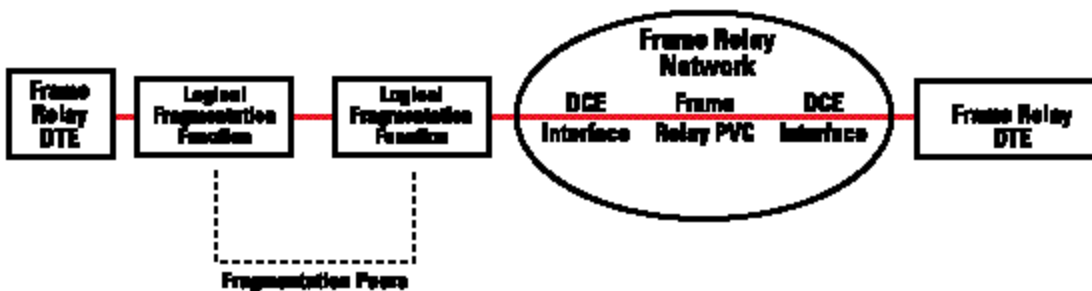 Frame
Relay
DTE
Logical
Fragmentation
Function
Logical
Fragmentation
Function
Frame Relay
Network
DCE
Interface
Frame
Relay PVC
DCE
Interface
Frame Relay
DTE
Fragmentation Peers